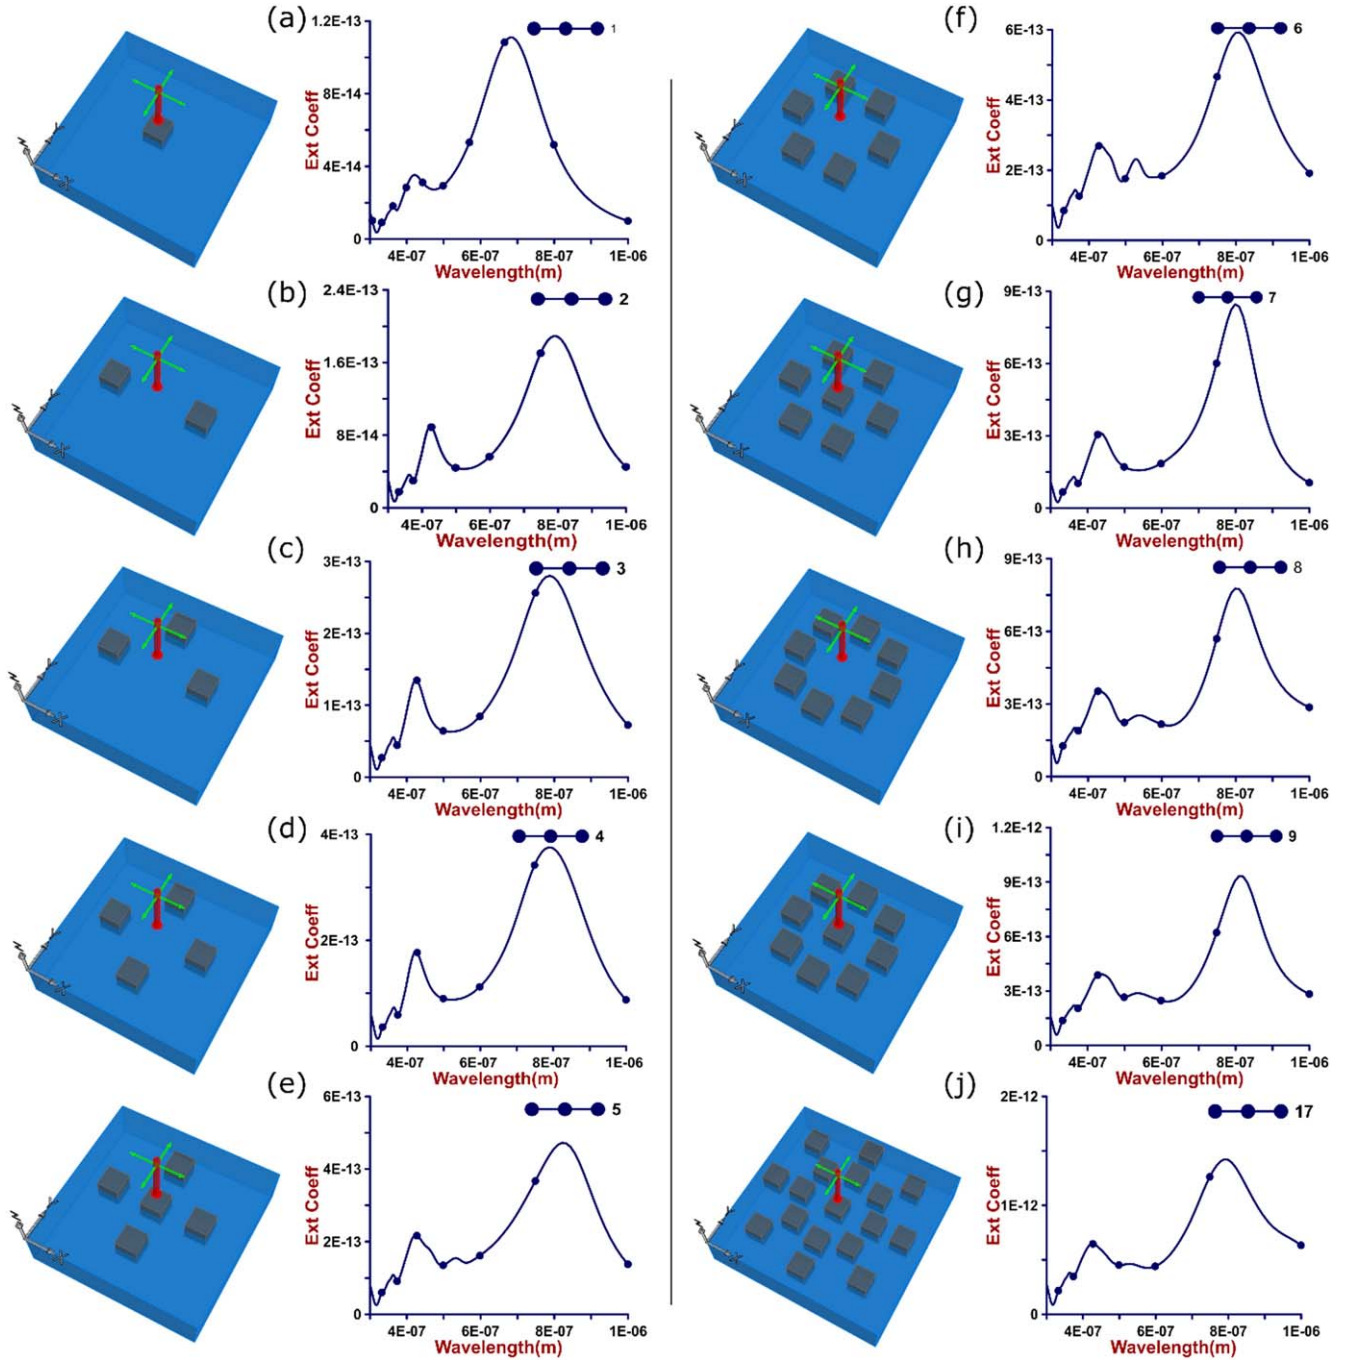 (a)
1.2E-13
8E-14
4E-14
0
Ext Coeff
1
4E-07 6E-07 8E-07 1E-06
Wavelength(m)
Z Y X
(b)
2.4E-13
1.6E-13
8E-14
0
Ext Coeff
2
4E-07 6E-07 8E-07 1E-06
Wavelength(m)
Z Y X
(c)
3E-13
2E-13
1E-13
0
Ext Coeff
3
4E-07 6E-07 8E-07 1E-06
Wavelength(m)
Z Y X
(d)
4E-13
2E-13
0
Ext Coeff
4
4E-07 6E-07 8E-07 1E-06
Wavelength(m)
Z Y X
(e)
6E-13
4E-13
2E-13
0
Ext Coeff
5
4E-07 6E-07 8E-07 1E-06
Wavelength(m)
Z Y X
(f)
6E-13
4E-13
2E-13
0
Ext Coeff
6
4E-07 6E-07 8E-07 1E-06
Wavelength(m)
Z Y X
(g)
9E-13
6E-13
3E-13
0
Ext Coeff
7
4E-07 6E-07 8E-07 1E-06
Wavelength(m)
Z Y X
(h)
9E-13
6E-13
3E-13
0
Ext Coeff
8
4E-07 6E-07 8E-07 1E-06
Wavelength(m)
Z Y X
(i)
1.2E-12
9E-13
6E-13
3E-13
0
Ext Coeff
9
4E-07 6E-07 8E-07 1E-06
Wavelength(m)
Z Y X
(j)
2E-12
1E-12
0
Ext Coeff
17
4E-07 6E-07 8E-07 1E-06
Wavelength(m)
Z Y X